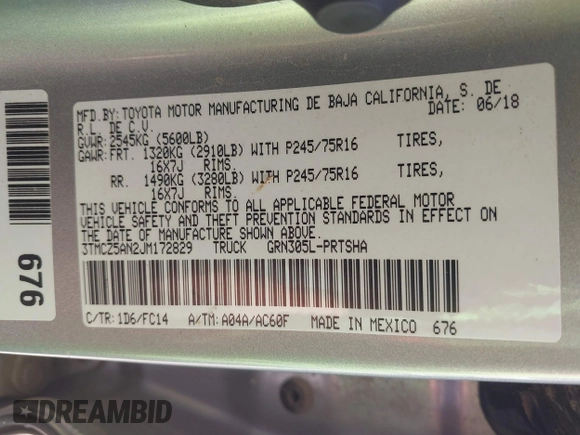 MFD.BY:TOYOTA MOTOR MANUFACTURING DE BAJA CALIFORNIA, S. DE
R.L. DE C.V. DATE: 06/18
GVWR:2545KG (5600LB)
GAWR:FRT. 1320KG (2910LB) WITH P245/75R16 TIRES,
16X7J RIMS.
RR. 1490KG (3280LB) WITH P245/75R16 TIRES,
16X7J RIMS.
THIS VEHICLE CONFORMS TO ALL APPLICABLE FEDERAL MOTOR
VEHICLE SAFETY AND THEFT PREVENTION STANDARDS IN EFFECT ON
THE DATE OF MANUFACTURE SHOWN ABOVE.
3TMCZ5AN2JM172829 TRUCK GRN305L-PRTSHA
C/TR:1D6/FC14 A/TM:A04A/AC60F MADE IN MEXICO 676
676
DREAMBID